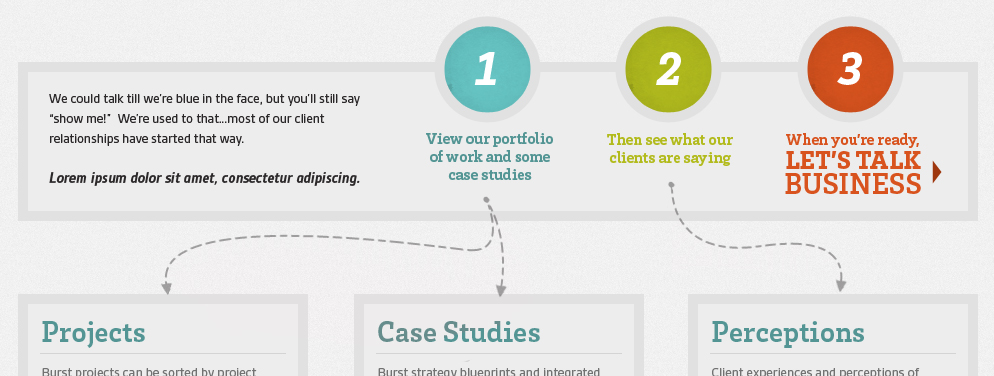 We could talk till we're blue in the face, but you'll still say
"show me!"  We're used to that...most of our client
relationships have started that way.
Lorem ipsum dolor sit amet, consectetur adipiscing.
1
View our portfolio
of work and some
case studies
2
Then see what our
clients are saying
3
When you're ready,
LET'S TALK
BUSINESS
Projects
Burst projects can be sorted by project
Case Studies
Burst strategy blueprints and integrated
Perceptions
Client experiences and perceptions of